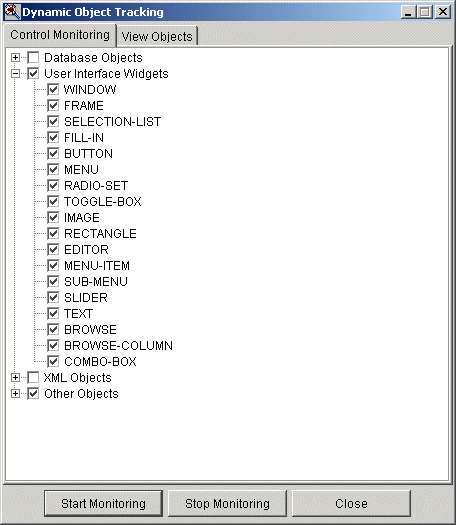 Dynamic Object Tracking
Control Monitoring View Objects
Database Objects
User Interface Widgets
WINDOW
FRAME
SELECTION-LIST
FILL-IN
BUTTON
MENU
RADIO-SET
TOGGLE-BOX
IMAGE
RECTANGLE
EDITOR
MENU-ITEM
SUB-MENU
SLIDER
TEXT
BROWSE
BROWSE-COLUMN
COMBO-BOX
XML Objects
Other Objects
Start Monitoring Stop Monitoring Close